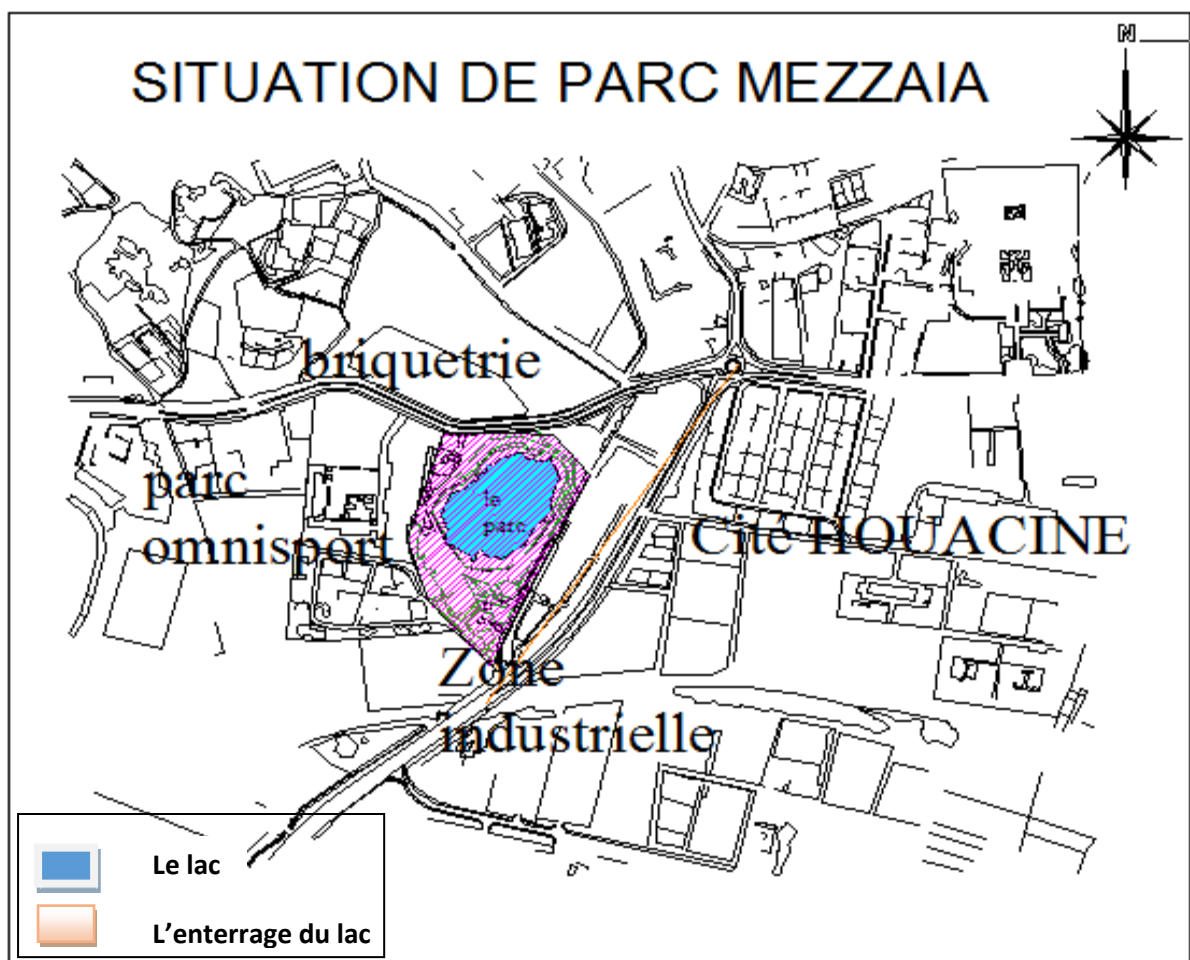 N
SITUATION DE PARC MEZZAIA
briquetrie
parc
omnisport
le
parc
Cité HOUACINE
Zone
industrielle
Le lac
L'enterrage du lac